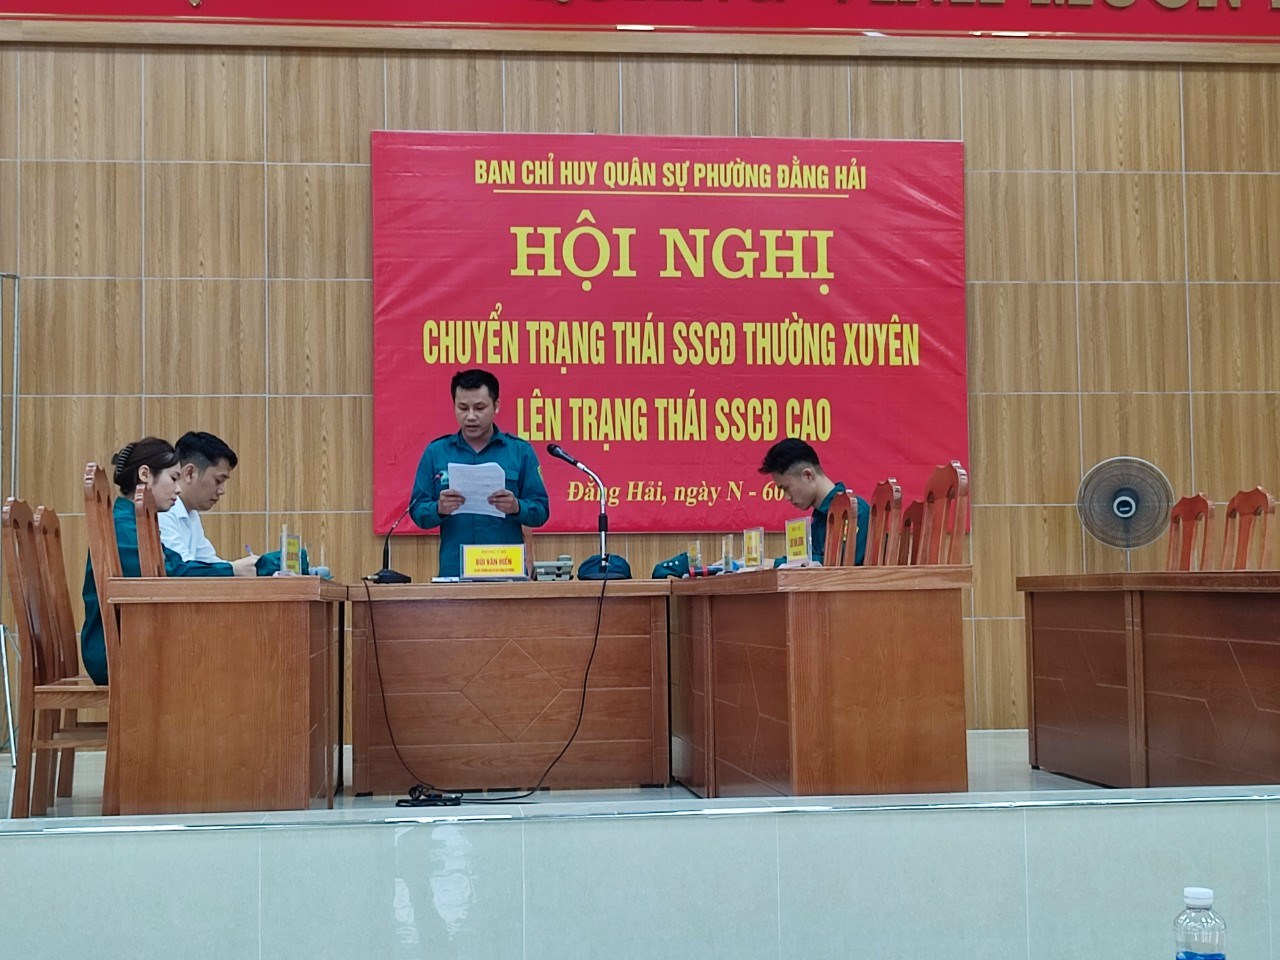 BAN CHỈ HUY QUÂN SỰ PHƯỜNG ĐẰNG HẢI
HỘI NGHỊ
CHUYỂN TRẠNG THÁI SSCĐ THƯỜNG XUYÊN
LÊN TRẠNG THÁI SSCĐ CAO
Đằng Hải, ngày N - 60
BÙI VĂN HIỂN